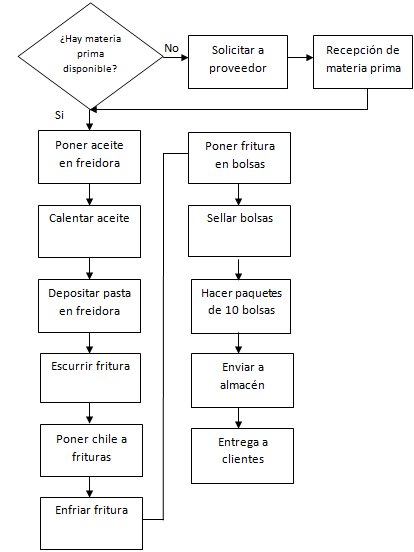 ¿Hay materia
prima
disponible?
No
Solicitar a
proveedor
Recepción de
materia prima
Si
Poner aceite
en freidora
Calentar aceite
Depositar pasta
en freidora
Escurrir fritura
Poner chile a
frituras
Enfriar fritura
Poner fritura
en bolsas
Sellar bolsas
Hacer paquetes
de 10 bolsas
Enviar a
almacén
Entrega a
clientes